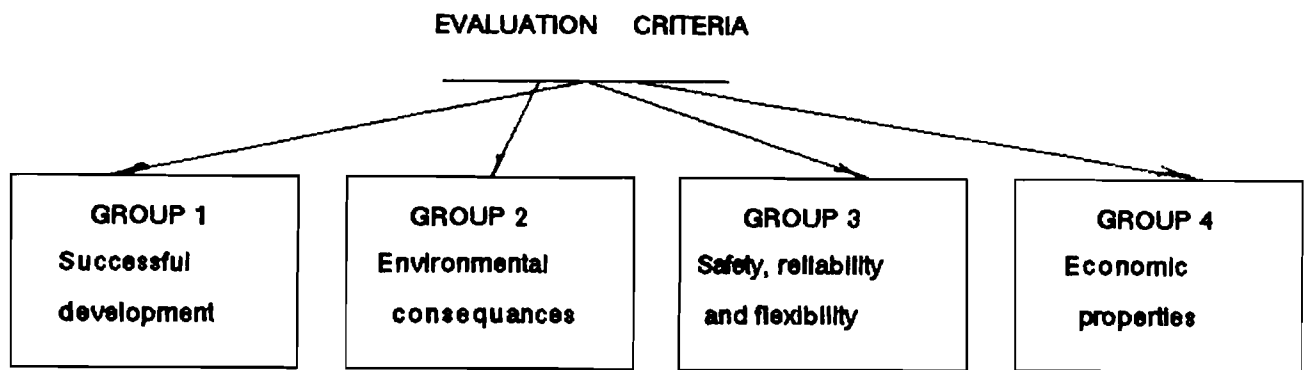 EVALUATION CRITERIA
GROUP 1
Successful
development
GROUP 2
Environmental
consequances
GROUP 3
Safety, reliability
and flexibility
GROUP 4
Economic
properties